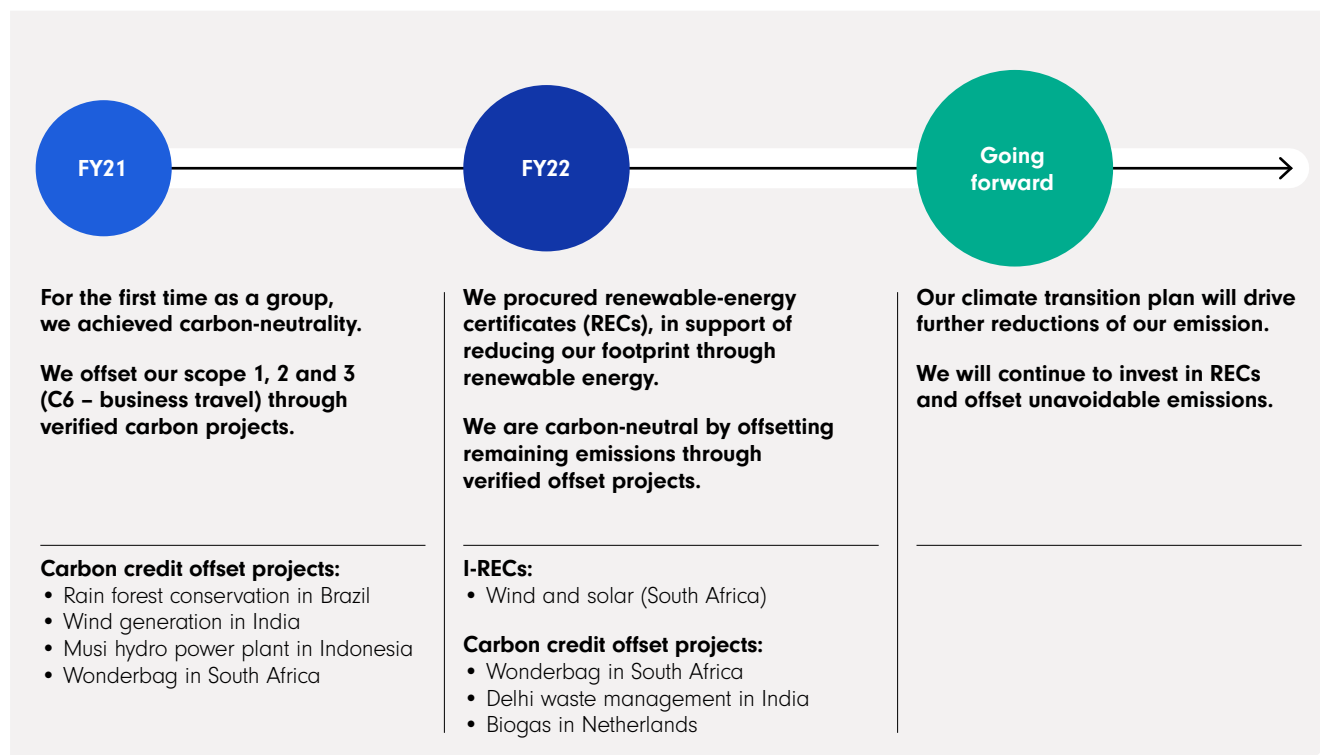 FY21
For the first time as a group,
we achieved carbon-neutrality.
We offset our scope 1, 2 and 3
(C6 – business travel) through
verified carbon projects.
Carbon credit offset projects:
• Rain forest conservation in Brazil
• Wind generation in India
• Musi hydro power plant in Indonesia
• Wonderbag in South Africa
FY22
We procured renewable-energy
certificates (RECs), in support of
reducing our footprint through
renewable energy.
We are carbon-neutral by offsetting
remaining emissions through
verified offset projects.
I-RECs:
• Wind and solar (South Africa)
Carbon credit offset projects:
• Wonderbag in South Africa
• Delhi waste management in India
• Biogas in Netherlands
Going
forward
Our climate transition plan will drive
further reductions of our emission.
We will continue to invest in RECs
and offset unavoidable emissions.